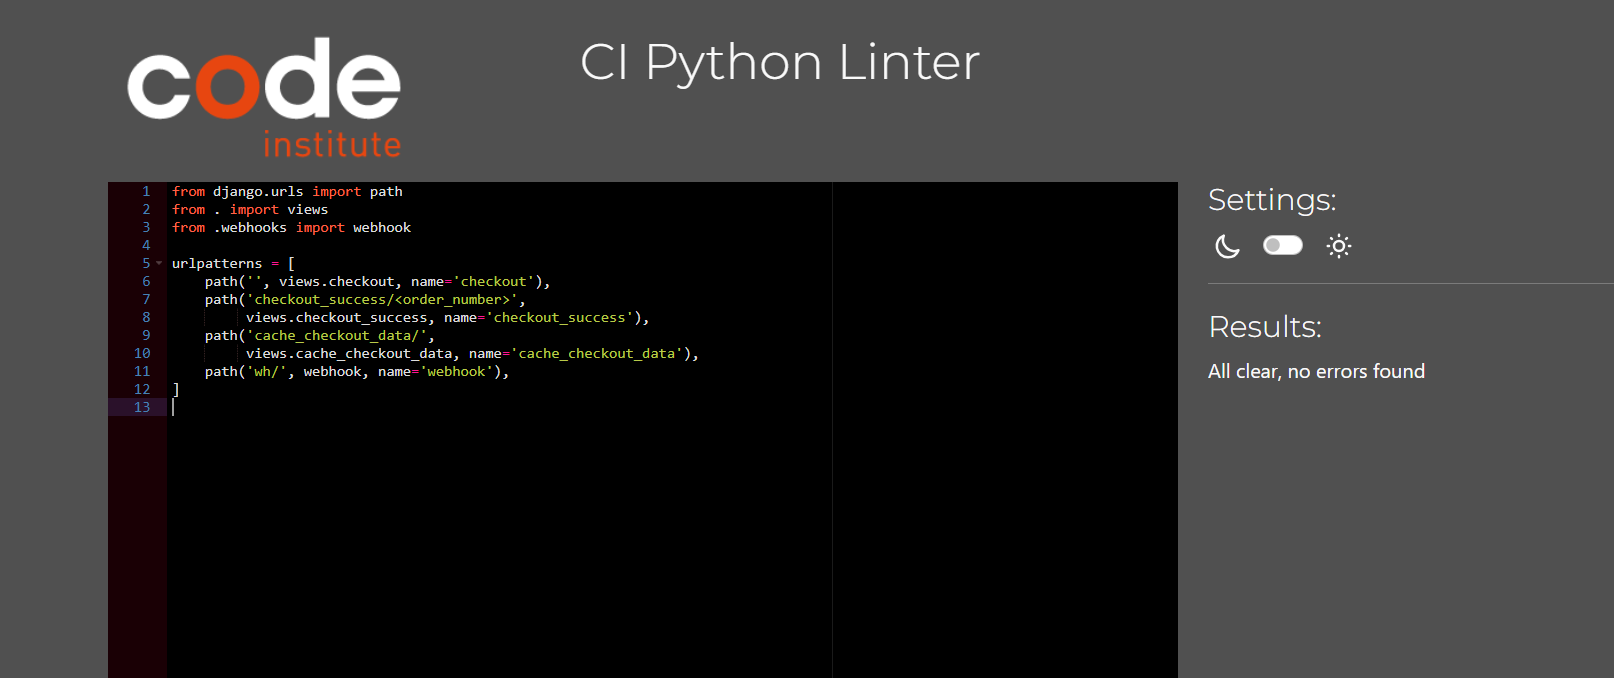 code
institute
CI Python Linter
1 from django.urls import path
2 from . import views
3 from .webhooks import webhook
4
5 urlpatterns = [
6     path('', views.checkout, name='checkout'),
7     path('checkout_success/<order_number>',
8          views.checkout_success, name='checkout_success'),
9     path('cache_checkout_data/',
10          views.cache_checkout_data, name='cache_checkout_data'),
11     path('wh/', webhook, name='webhook'),
12 ]
13
Settings:
Results:
All clear, no errors found